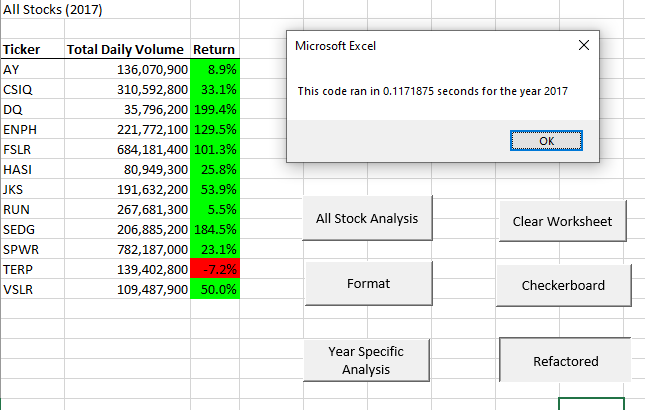 All Stocks (2017)
Ticker Total Daily Volume Return
AY 136,070,900 8.9%
CSIQ 310,592,800 33.1%
DQ 35,796,200 199.4%
ENPH 221,772,100 129.5%
FSLR 684,181,400 101.3%
HASI 80,949,300 25.8%
JKS 191,632,200 53.9%
RUN 267,681,300 5.5%
SEDG 206,885,200 184.5%
SPWR 782,187,000 23.1%
TERP 139,402,800 -7.2%
VSLR 109,487,900 50.0%
Microsoft Excel
This code ran in 0.1171875 seconds for the year 2017
OK
All Stock Analysis
Clear Worksheet
Format
Checkerboard
Year Specific
Analysis
Refactored